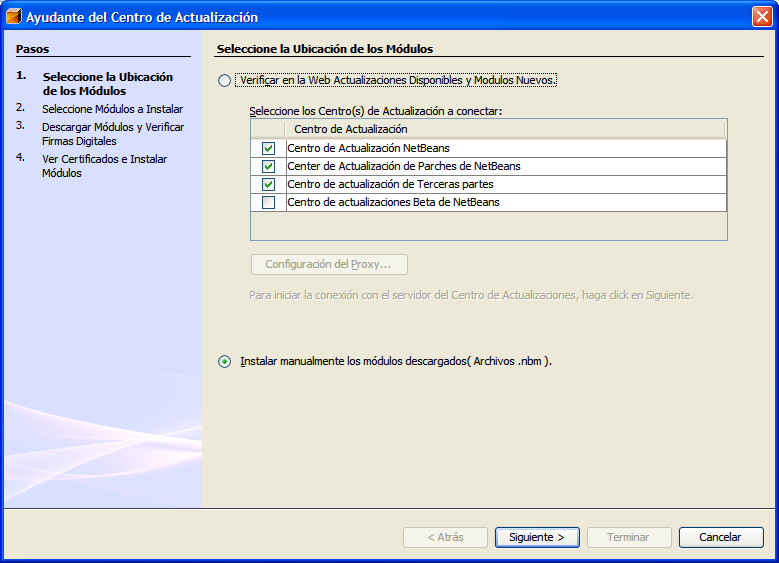 Ayudante del Centro de Actualización
Pasos
1. Seleccione la Ubicación
de los Módulos
2. Seleccione Módulos a Instalar
3. Descargar Módulos y Verificar
Firmas Digitales
4. Ver Certificados e Instalar
Módulos
Seleccione la Ubicación de los Módulos
Verificar en la Web Actualizaciones Disponibles y Modulos Nuevos.
Seleccione los Centro(s) de Actualización a conectar:
Centro de Actualización
Centro de Actualización NetBeans
Center de Actualización de Parches de NetBeans
Centro de actualización de Terceras partes
Centro de actualizaciones Beta de NetBeans
Configuración del Proxy...
Para iniciar la conexión con el servidor del Centro de Actualizaciones, haga click en Siguiente.
Instalar manualmente los módulos descargados( Archivos .nbm ).
< Atrás Siguiente > Terminar Cancelar